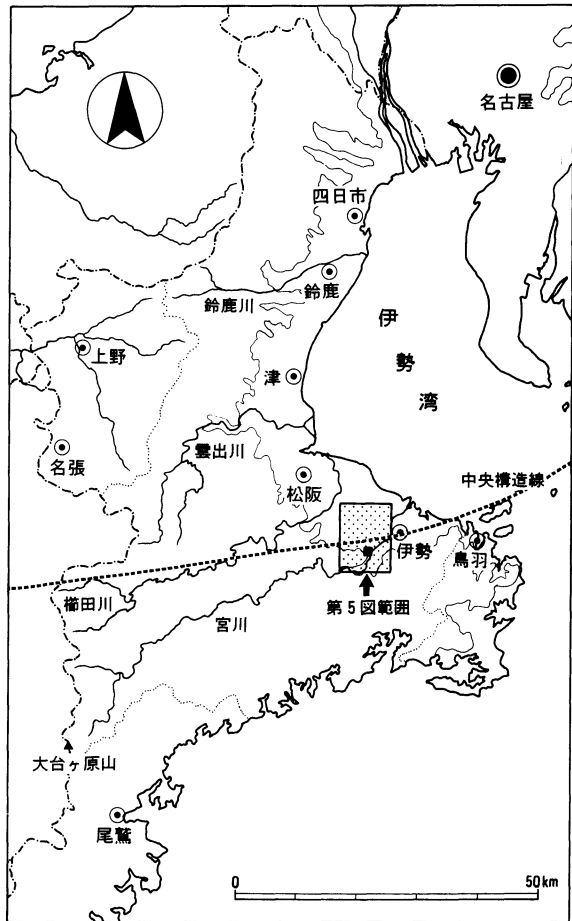 名古屋
四日市
鈴鹿
鈴鹿川
伊勢湾
上野
津
雲出川
名張
松阪
中央構造線
伊勢
鳥羽
櫛田川
宮川
第5図範囲
大台ヶ原山
尾鷲
0 50km